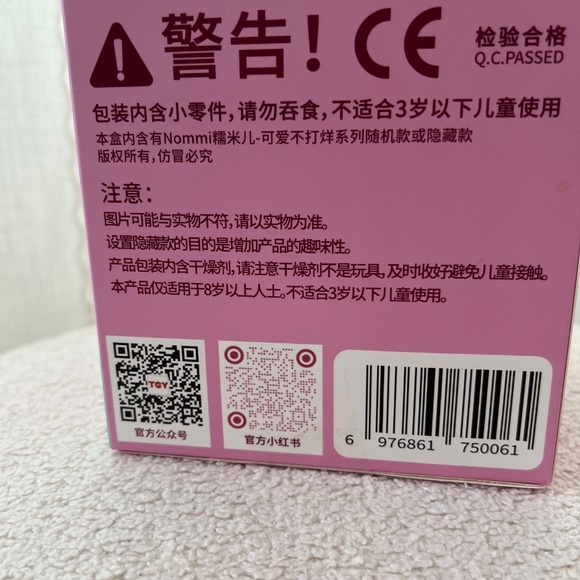 警告！ CE 检验合格
Q.C.PASSED
包装内含小零件，请勿吞食，不适合3岁以下儿童使用
本盒内含有Nommi糯米儿-可爱不打烊系列随机款或隐藏款
版权所有，仿冒必究
注意：
图片可能与实物不符，请以实物为准。
设置隐藏款的目的是增加产品的趣味性。
产品包装内含干燥剂，请注意干燥剂不是玩具，及时收好避免儿童接触。
本产品仅适用于8岁以上人士。不适合3岁以下儿童使用。
TCY
官方公众号
官方小红书
6 976861 750061